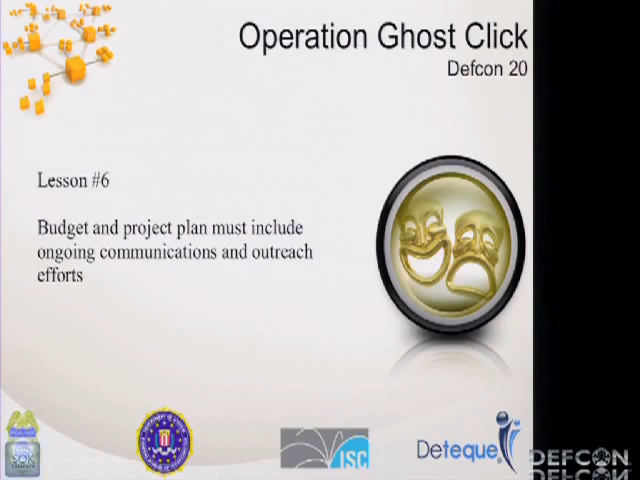 Operation Ghost Click
Defcon 20
Lesson #6
Budget and project plan must include
ongoing communications and outreach
efforts
ISC
Deteque
DEFCON